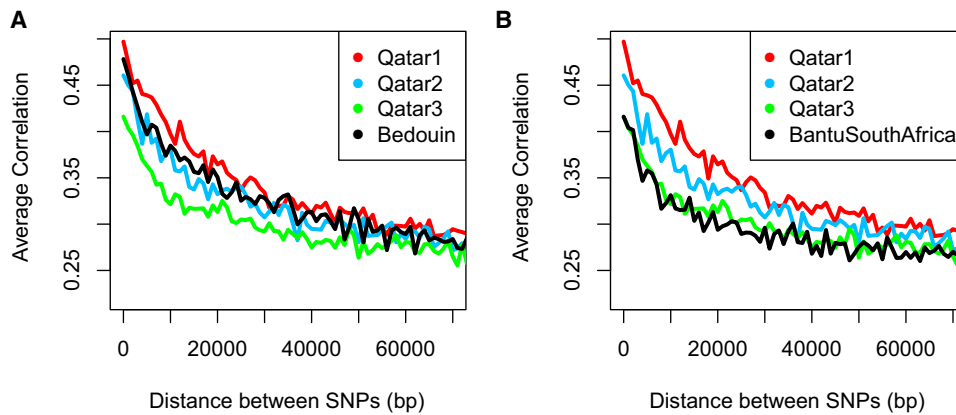 A
Average Correlation
0.45
0.35
0.25
Qatar1
Qatar2
Qatar3
Bedouin
0 20000 40000 60000
Distance between SNPs (bp)
B
Average Correlation
0.45
0.35
0.25
Qatar1
Qatar2
Qatar3
BantuSouthAfrica
0 20000 40000 60000
Distance between SNPs (bp)